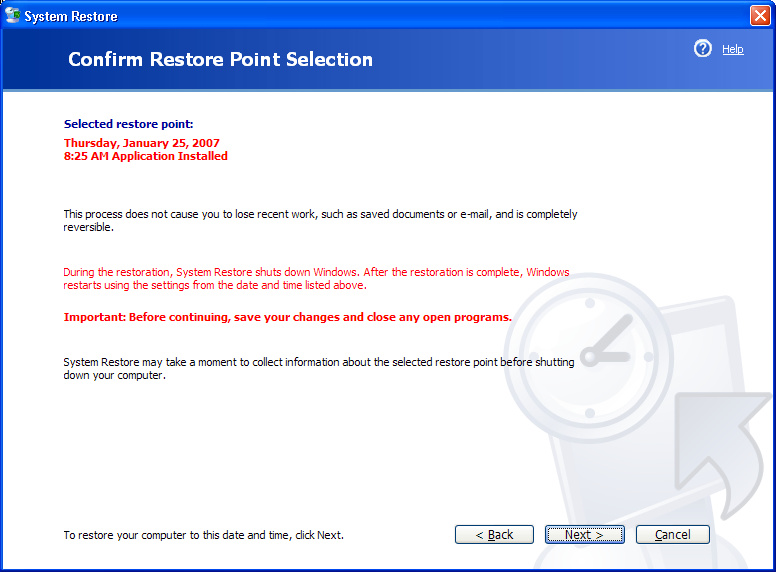 System Restore
Confirm Restore Point Selection
Help
Selected restore point:
Thursday, January 25, 2007
8:25 AM Application Installed
This process does not cause you to lose recent work, such as saved documents or e-mail, and is completely
reversible.
During the restoration, System Restore shuts down Windows. After the restoration is complete, Windows
restarts using the settings from the date and time listed above.
Important: Before continuing, save your changes and close any open programs.
System Restore may take a moment to collect information about the selected restore point before shutting
down your computer.
To restore your computer to this date and time, click Next.
< Back
Next >
Cancel